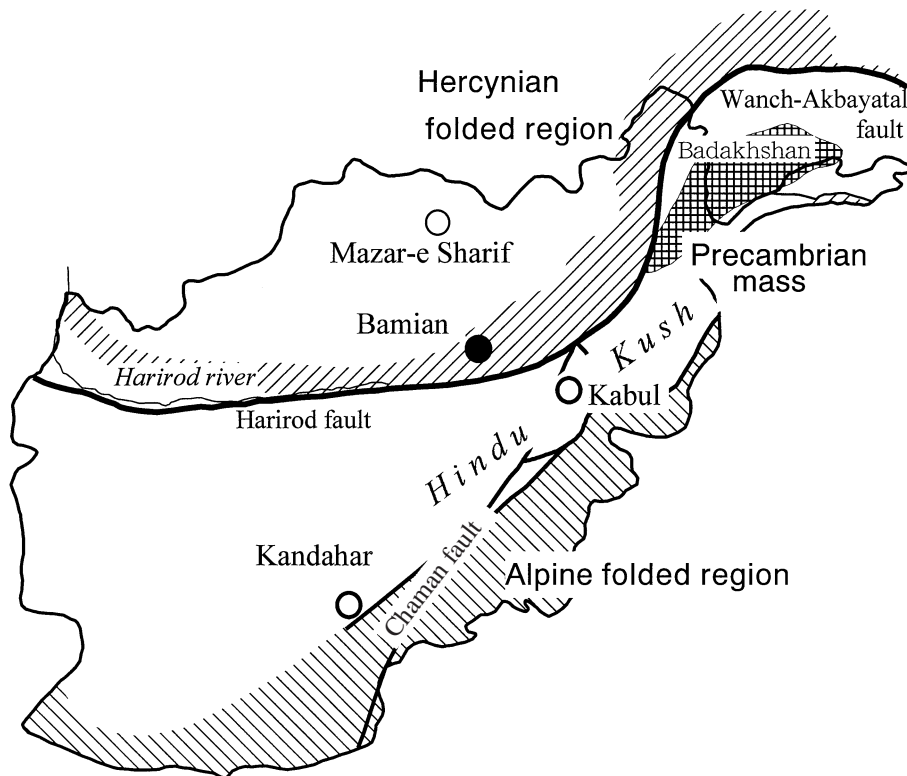 Hercynian
folded region
Wanch-Akbayatal
fault
Badakhshan
Mazar-e Sharif
Precambrian
mass
Bamian
Kush
Harirod river
Kabul
Harirod fault
Hindu
Kandahar
Chaman fault
Alpine folded region